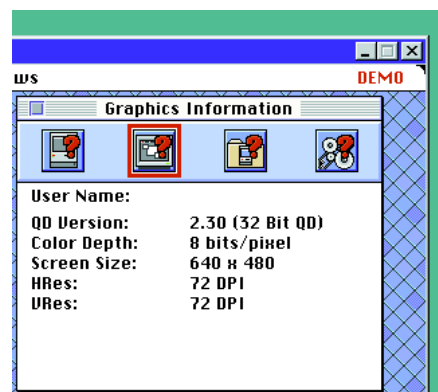 ws
DEMO
Graphics Information
User Name:
QD Version: 2.30 (32 Bit QD)
Color Depth: 8 bits/pixel
Screen Size: 640 x 480
HRes: 72 DPI
VRes: 72 DPI